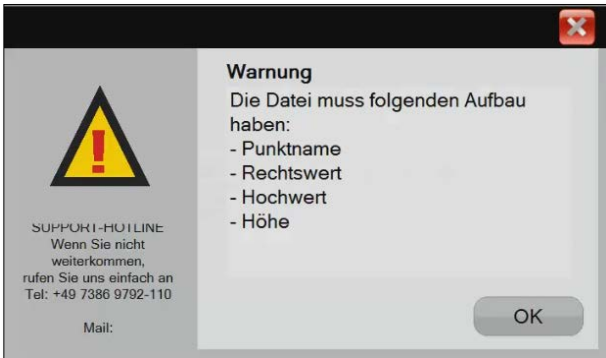 Warnung
Die Datei muss folgenden Aufbau
haben:
- Punktname
- Rechtswert
- Hochwert
- Höhe
SUPPORT-HOTLINE
Wenn Sie nicht
weiterkommen,
rufen Sie uns einfach an
Tel: +49 7386 9792-110
Mail:
OK